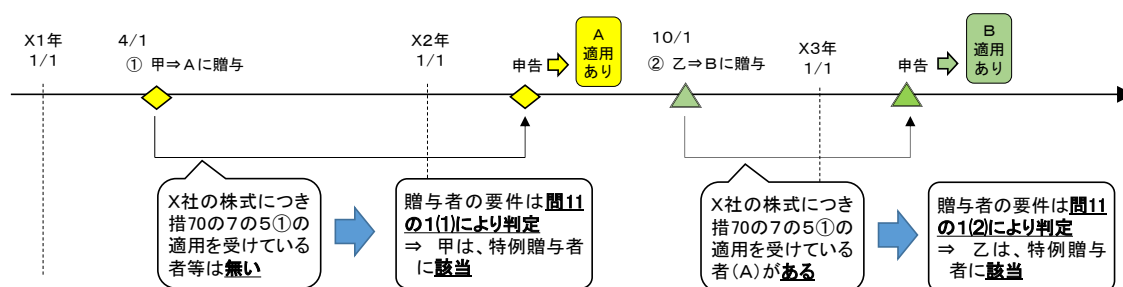 X1年
1/1
4/1
① 甲⇒Aに贈与
X2年
1/1
申告
A
適用
あり
10/1
② 乙⇒Bに贈与
X3年
1/1
申告
B
適用
あり
X社の株式につき
措70の7の5①の
適用を受けている
者等は無い
贈与者の要件は問11
の1(1)により判定
⇒ 甲は、特例贈与者
に該当
X社の株式につき
措70の7の5①の
適用を受けている
者(A)がある
贈与者の要件は問11
の1(2)により判定
⇒ 乙は、特例贈与
者に該当